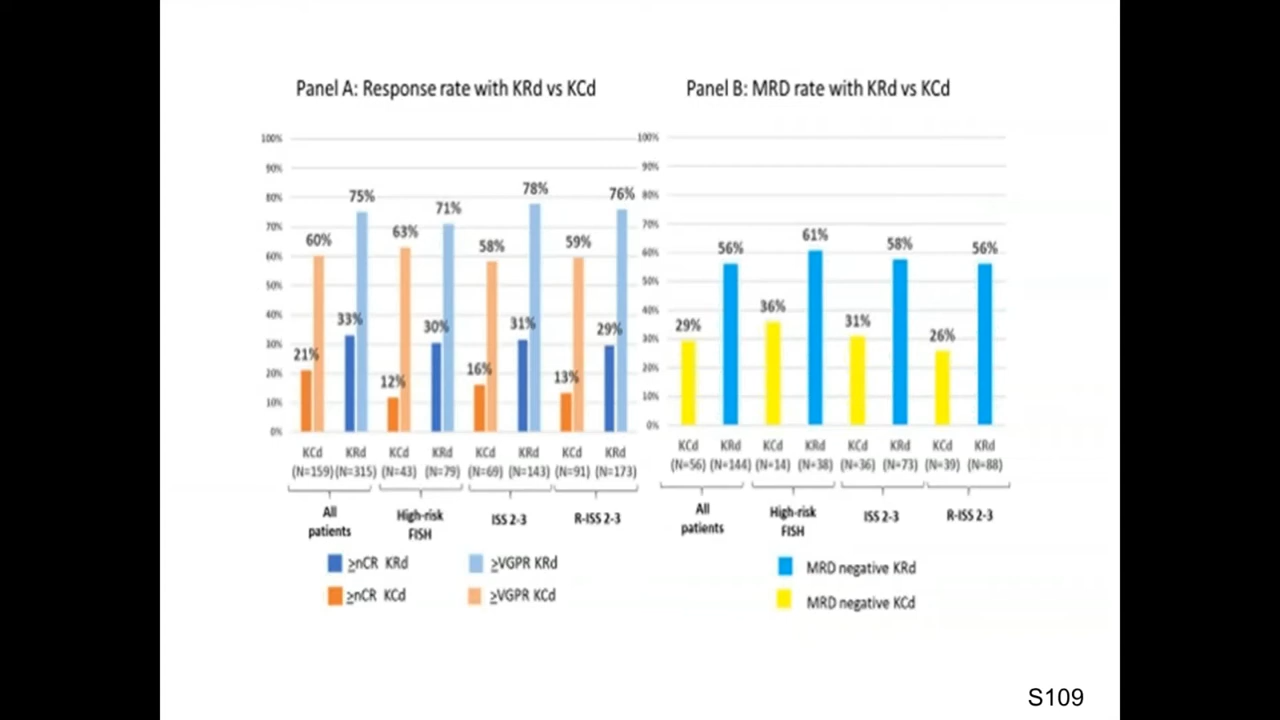 Panel A: Response rate with KRd vs KCd
100%
90%
80%
70%
60%
50%
40%
30%
20%
10%
0%
21%
60%
33%
75%
12%
63%
30%
71%
16%
58%
31%
78%
13%
59%
29%
76%
KCd KRd KCd KRd KCd KRd KCd KRd
(N=159) (N=315) (N=43) (N=79) (N=69) (N=143) (N=91) (N=173)
All patients
High-risk FISH
ISS 2-3
R-ISS 2-3
≥nCR KRd
≥VGPR KRd
≥nCR KCd
≥VGPR KCd
Panel B: MRD rate with KRd vs KCd
100%
90%
80%
70%
60%
50%
40%
30%
20%
10%
0%
29%
56%
36%
61%
31%
58%
26%
56%
KCd KRd KCd KRd KCd KRd KCd KRd
(N=56) (N=144) (N=14) (N=38) (N=36) (N=73) (N=39) (N=88)
All patients
High-risk FISH
ISS 2-3
R-ISS 2-3
MRD negative KRd
MRD negative KCd
S109